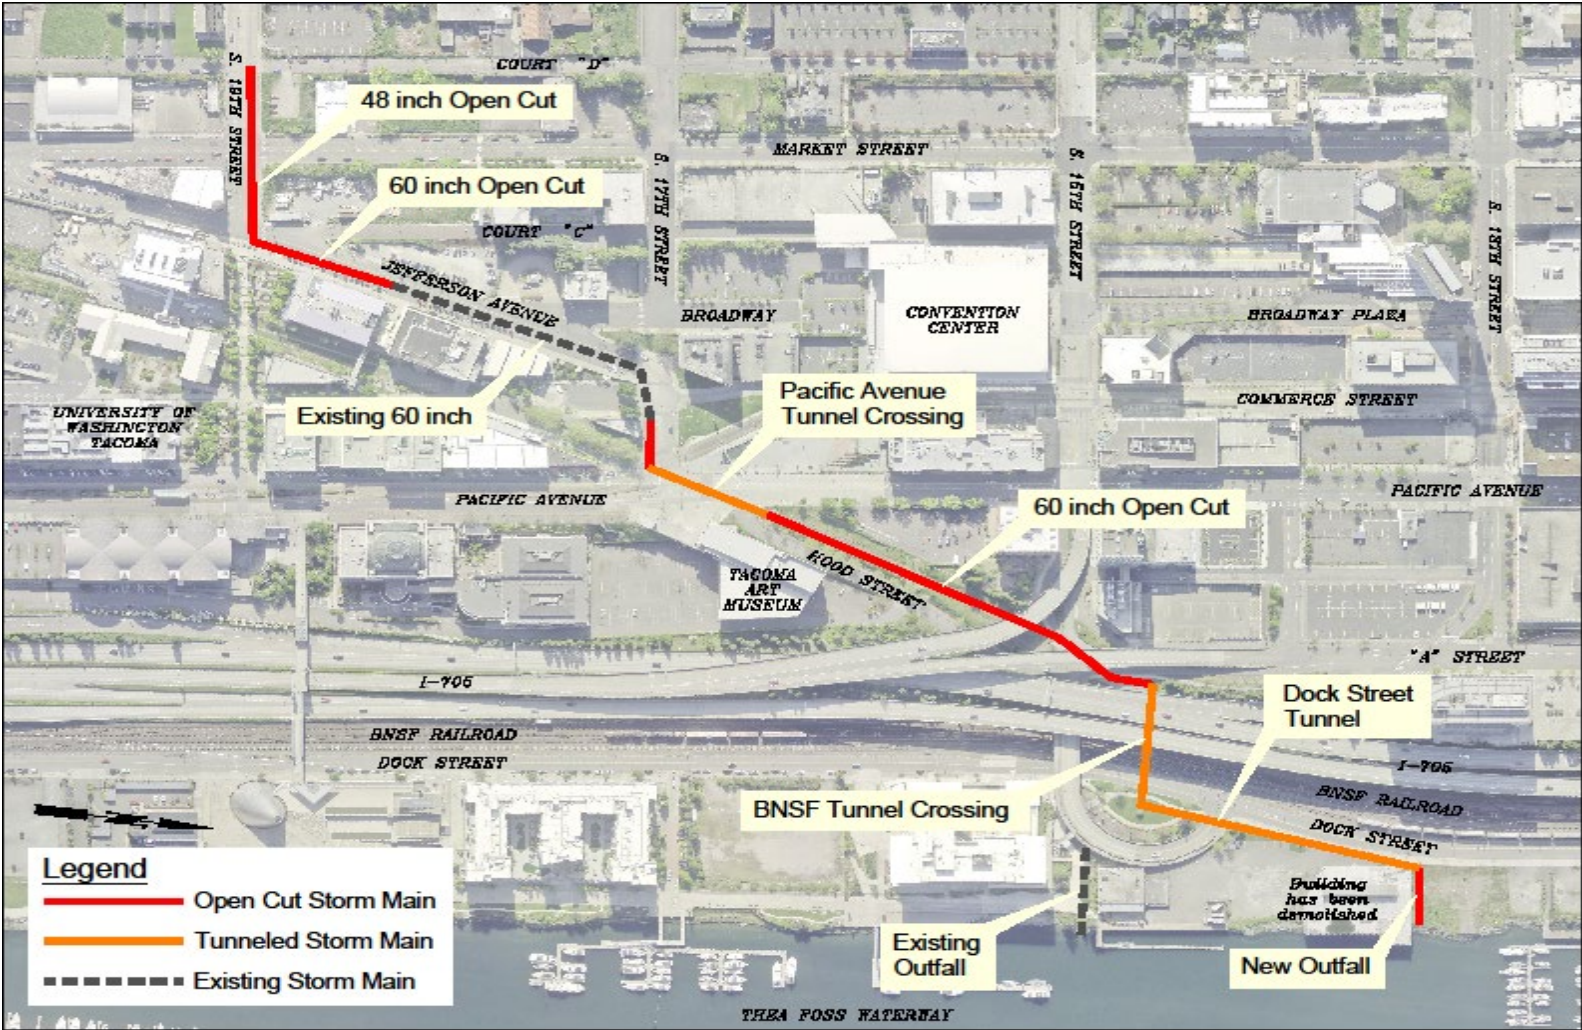 COURT "D"
S. 19TH STREET
48 inch Open Cut
MARKET STREET
S. 17TH STREET
S. 15TH STREET
60 inch Open Cut
COURT "C"
S. 13TH STREET
JEFFERSON AVENUE
BROADWAY
CONVENTION
CENTER
BROADWAY PLAZA
Pacific Avenue
Tunnel Crossing
COMMERCE STREET
Existing 60 inch
UNIVERSITY OF
WASHINGTON
TACOMA
PACIFIC AVENUE
PACIFIC AVENUE
60 inch Open Cut
HOOD STREET
TACOMA
ART
MUSEUM
"A" STREET
I-705
Dock Street
Tunnel
BNSF RAILROAD
DOCK STREET
I-705
BNSF RAILROAD
DOCK STREET
BNSF Tunnel Crossing
Legend
Open Cut Storm Main
Tunneled Storm Main
Existing Storm Main
Building
has been
demolished
Existing
Outfall
New Outfall
THEA FOSS WATERWAY